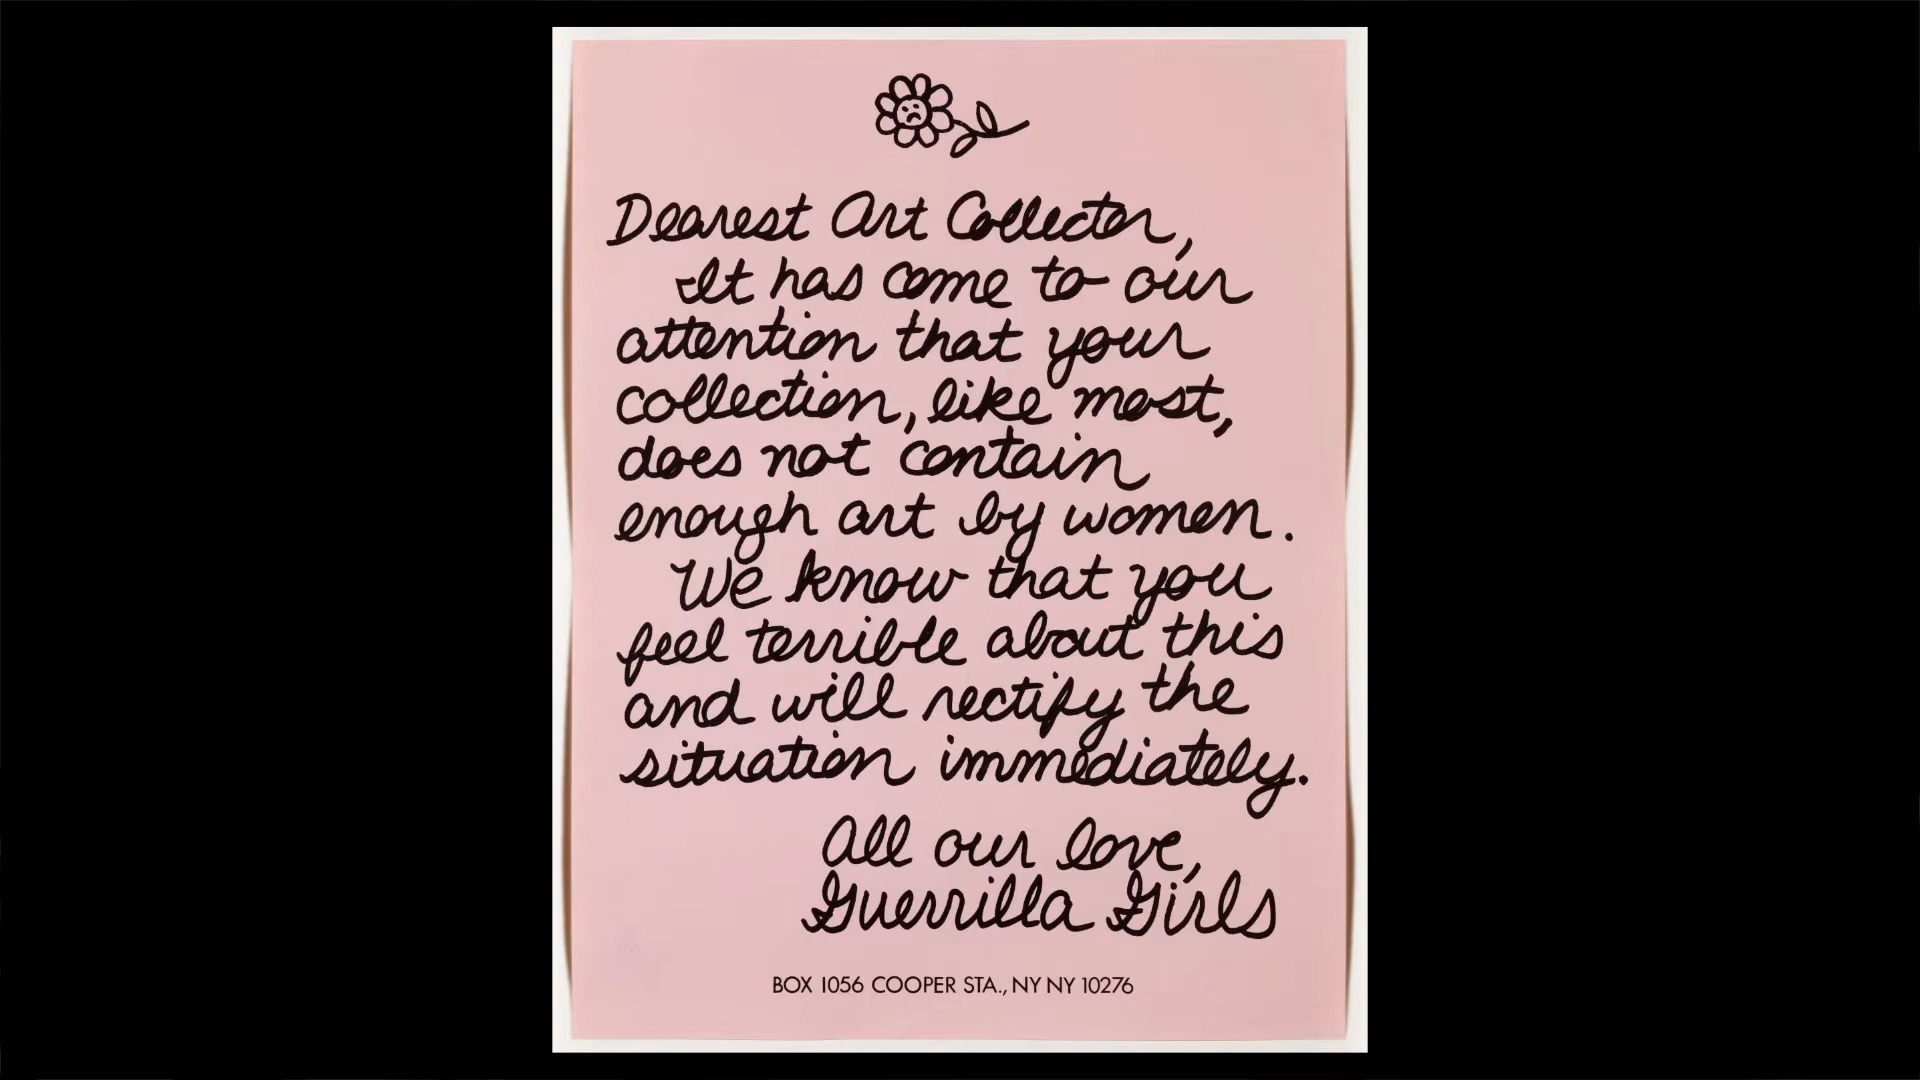 Dearest Art Collector,
It has come to our
attention that your
collection, like most,
does not contain
enough art by women.
We know that you
feel terrible about this
and will rectify the
situation immediately.
All our love,
Guerrilla Girls
BOX 1056 COOPER STA., NY NY 10276